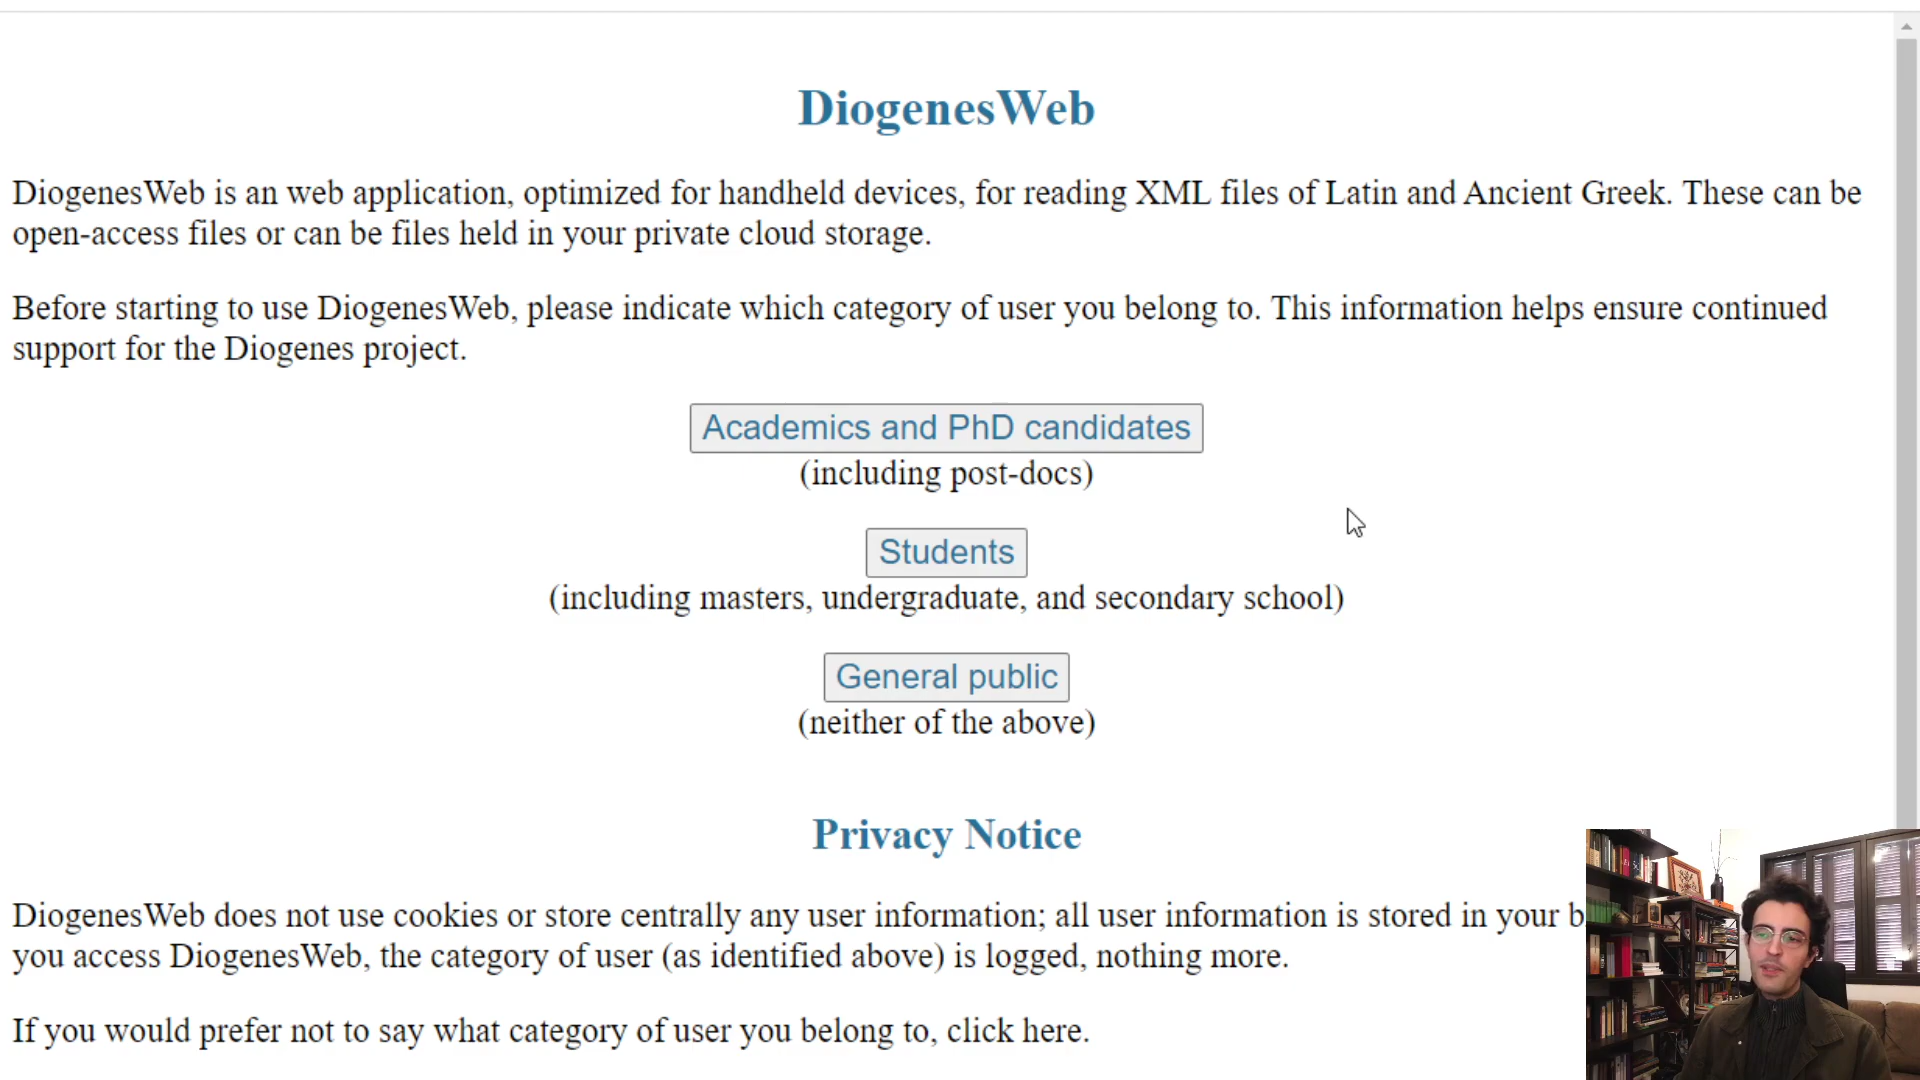 DiogenesWeb
DiogenesWeb is an web application, optimized for handheld devices, for reading XML files of Latin and Ancient Greek. These can be
open-access files or can be files held in your private cloud storage.
Before starting to use DiogenesWeb, please indicate which category of user you belong to. This information helps ensure continued
support for the Diogenes project.
Academics and PhD candidates
(including post-docs)
Students
(including masters, undergraduate, and secondary school)
General public
(neither of the above)
Privacy Notice
DiogenesWeb does not use cookies or store centrally any user information; all user information is stored in your b
you access DiogenesWeb, the category of user (as identified above) is logged, nothing more.
If you would prefer not to say what category of user you belong to, click here.